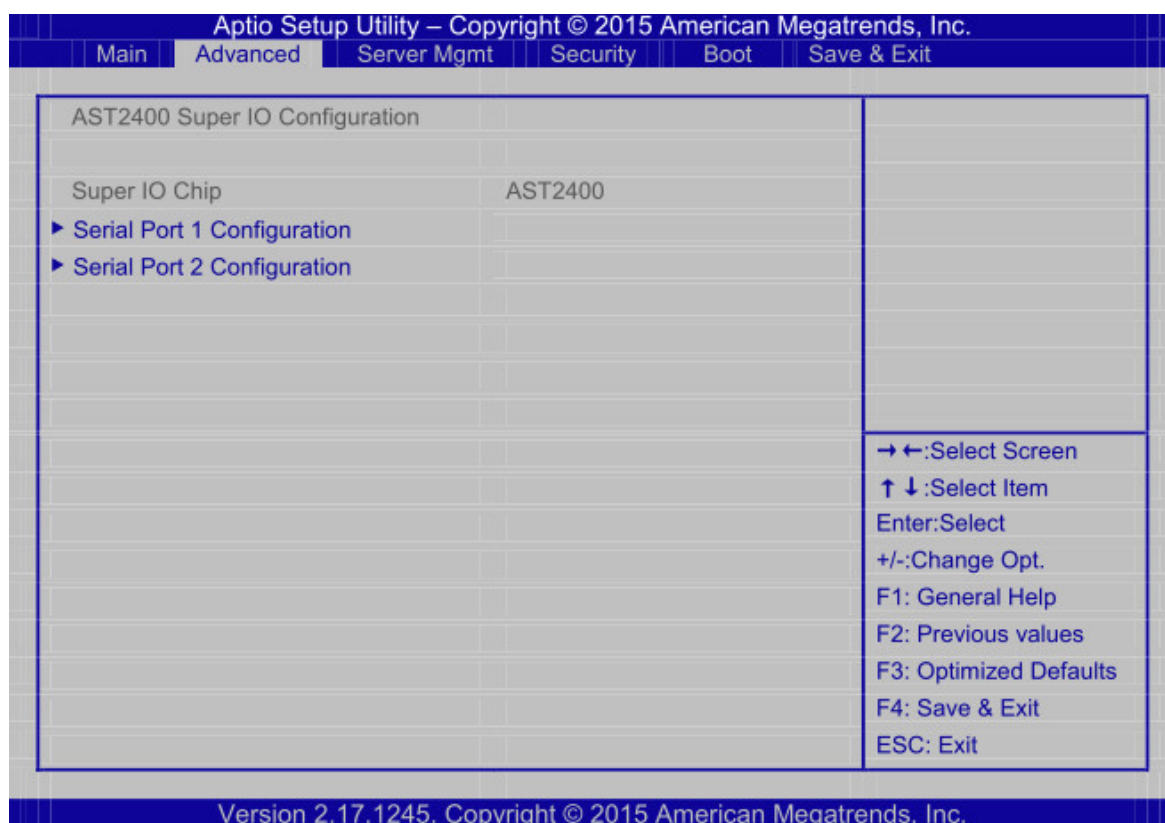 Aptio Setup Utility – Copyright © 2015 American Megatrends, Inc.
Main Advanced Server Mgmt Security Boot Save & Exit
AST2400 Super IO Configuration
Super IO Chip AST2400
► Serial Port 1 Configuration
► Serial Port 2 Configuration
→←:Select Screen
↑↓:Select Item
Enter:Select
+/-:Change Opt.
F1: General Help
F2: Previous values
F3: Optimized Defaults
F4: Save & Exit
ESC: Exit
Version 2.17.1245. Copyright © 2015 American Megatrends, Inc.